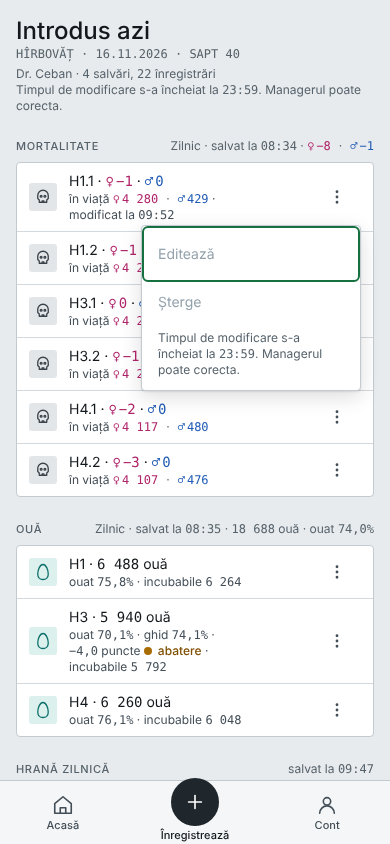 Introdus azi
HÎRBOVĂȚ · 16.11.2026 · SAPT 40
Dr. Ceban · 4 salvări, 22 înregistrări
Timpul de modificare s-a încheiat la 23:59. Managerul poate
corecta.
MORTALITATE
Zilnic · salvat la 08:34 · ♀−8 · ♂−1
H1.1 · ♀−1 · ♂0
în viață ♀4 280 · ♂429 ·
modificat la 09:52
H1.2 · ♀−1
în viață ♀4 2
H3.1 · ♀0 ·
în viață ♀4 2
H3.2 · ♀−1
în viață ♀4 2
Editează
Șterge
Timpul de modificare s-a
încheiat la 23:59. Managerul
poate corecta.
H4.1 · ♀−2 · ♂0
în viață ♀4 117 · ♂480
H4.2 · ♀−3 · ♂0
în viață ♀4 107 · ♂476
OUĂ
Zilnic · salvat la 08:35 · 18 688 ouă · ouat 74,0%
H1 · 6 488 ouă
ouat 75,8% · incubabile 6 264
H3 · 5 940 ouă
ouat 70,1% · ghid 74,1% ·
−4,0 puncte abatere ·
incubabile 5 792
H4 · 6 260 ouă
ouat 76,1% · incubabile 6 048
HRANĂ ZILNICĂ
salvat la 09:47
Acasă
Înregistrează
Cont